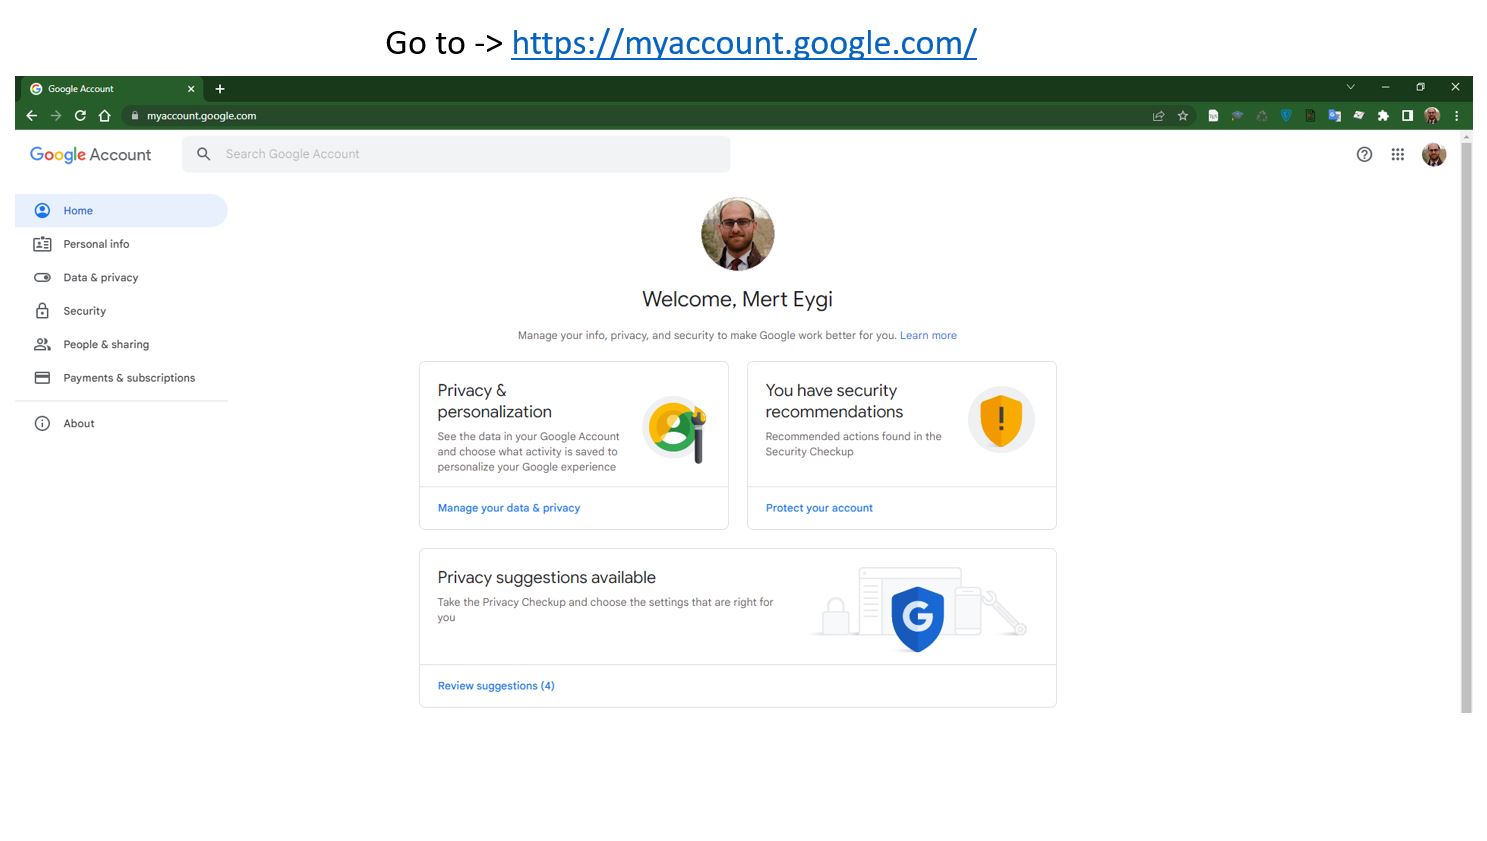 Go to -> https://myaccount.google.com/
Google Account
myaccount.google.com
Google Account
Search Google Account
Home
Personal info
Data & privacy
Security
People & sharing
Payments & subscriptions
About
Welcome, Mert Eygi
Manage your info, privacy, and security to make Google work better for you. Learn more
Privacy &
personalization
See the data in your Google Account
and choose what activity is saved to
personalize your Google experience
Manage your data & privacy
You have security
recommendations
Recommended actions found in the
Security Checkup
Protect your account
Privacy suggestions available
Take the Privacy Checkup and choose the settings that are right for
you
Review suggestions (4)